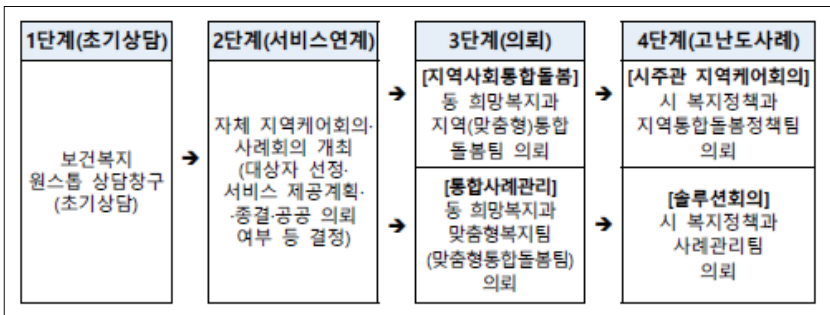 1단계(초기상담)
보건복지
원스톱 상담창구
(초기상담)
➔
2단계(서비스연계)
자체 지역케어회의·
사례회의 개최
(대상자 선정·
서비스 제공계획·
·종결·공공 의뢰
여부 등 결정)
➔
➔
3단계(의뢰)
[지역사회통합돌봄]
동 희망복지과
지역(맞춤형)통합
돌봄팀 의뢰
[통합사례관리]
동 희망복지과
맞춤형복지팀
(맞춤형통합돌봄팀)
의뢰
➔
➔
4단계(고난도사례)
[시주관 지역케어회의]
시 복지정책과
지역통합돌봄정책팀
의뢰
[솔루션회의]
시 복지정책과
사례관리팀
의뢰